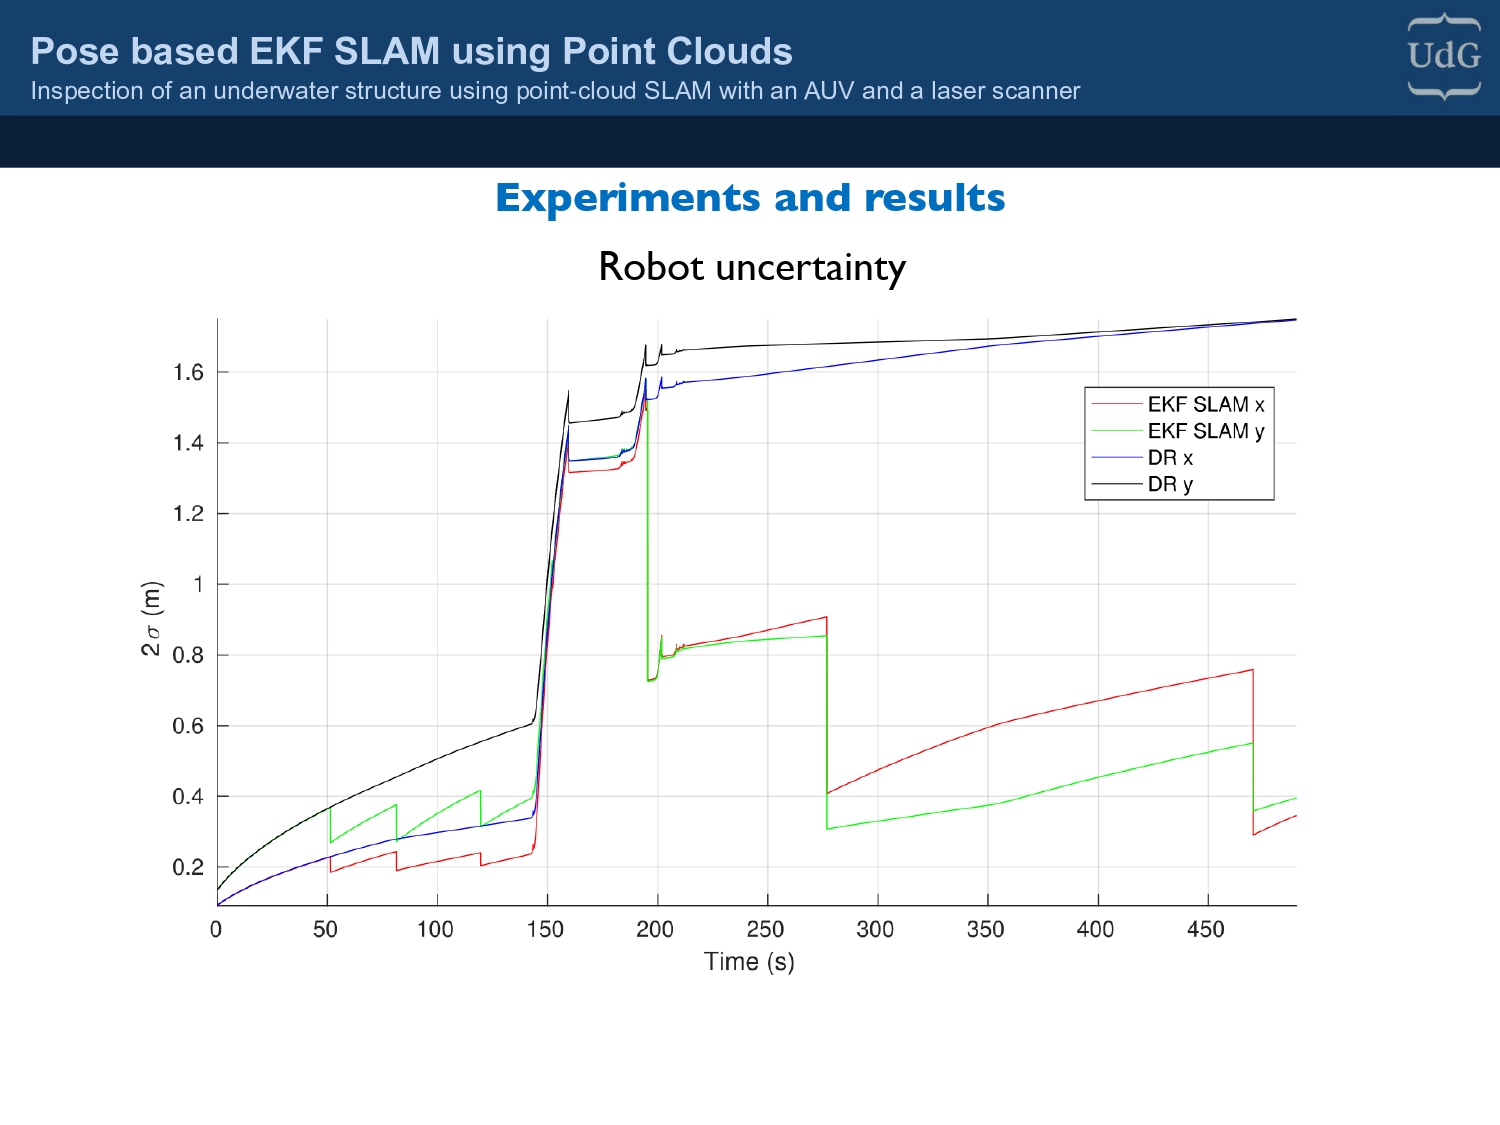 Pose based EKF SLAM using Point Clouds
Inspection of an underwater structure using point-cloud SLAM with an AUV and a laser scanner
UdG
Experiments and results
Robot uncertainty
1.6
1.4
1.2
1
0.8
0.6
0.4
0.2
2σ (m)
EKF SLAM x
EKF SLAM y
DR x
DR y
0 50 100 150 200 250 300 350 400 450
Time (s)